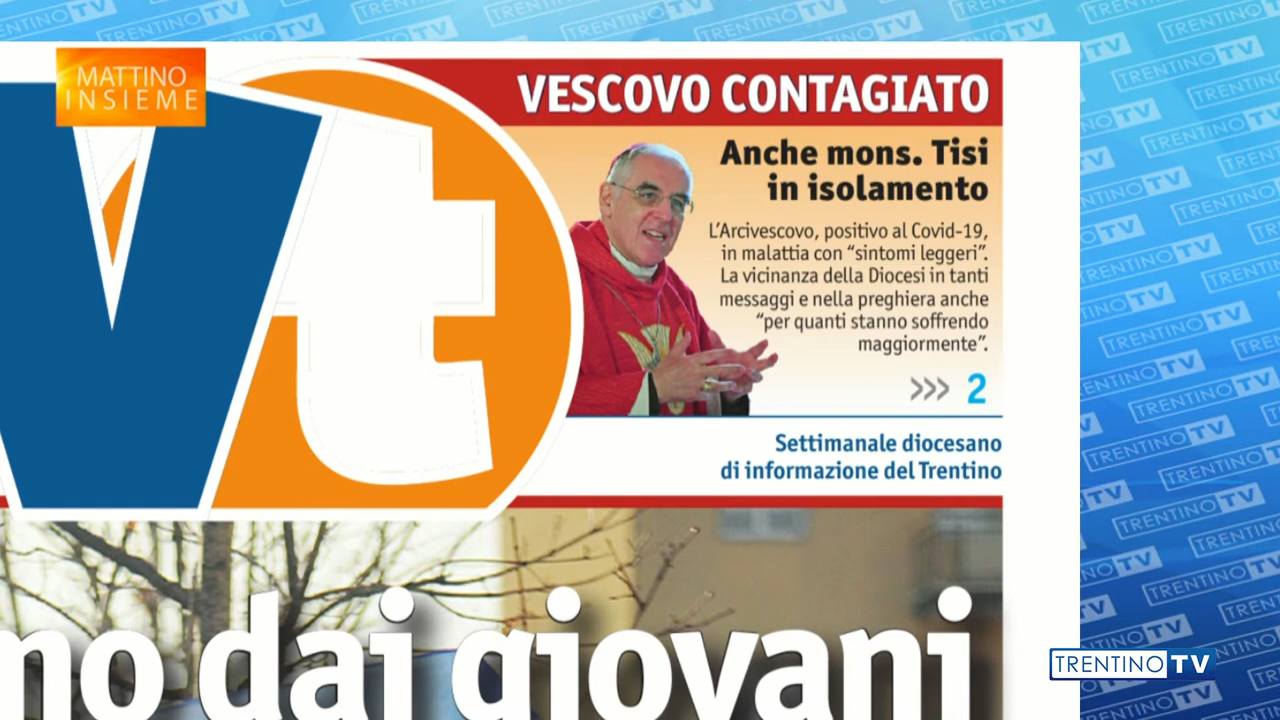 MATTINO
INSIEME
Vt
VESCOVO CONTAGIATO
Anche mons. Tisi
in isolamento
L'Arcivescovo, positivo al Covid-19,
in malattia con “sintomi leggeri”.
La vicinanza della Diocesi in tanti
messaggi e nella preghiera anche
“per quanti stanno soffrendo
maggiormente”.
>>> 2
Settimanale diocesano
di informazione del Trentino
mo dai giovani
TRENTINO TV